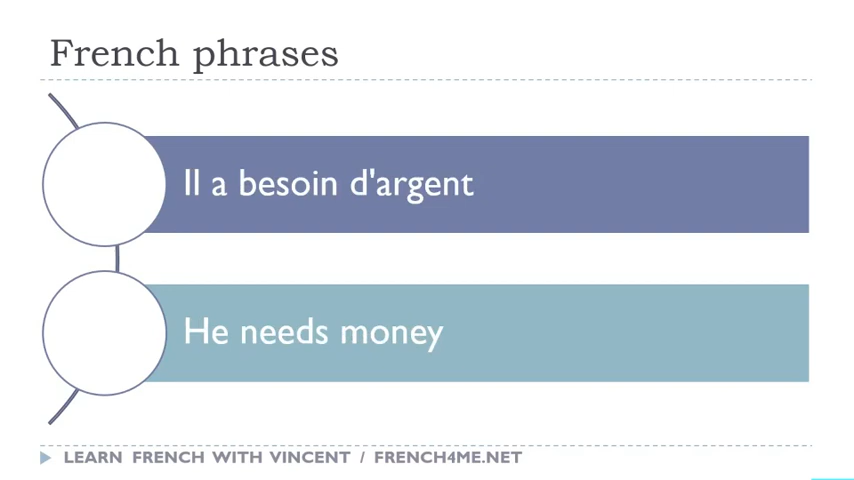 French phrases
Il a besoin d'argent
He needs money
LEARN FRENCH WITH VINCENT / FRENCH4ME.NET